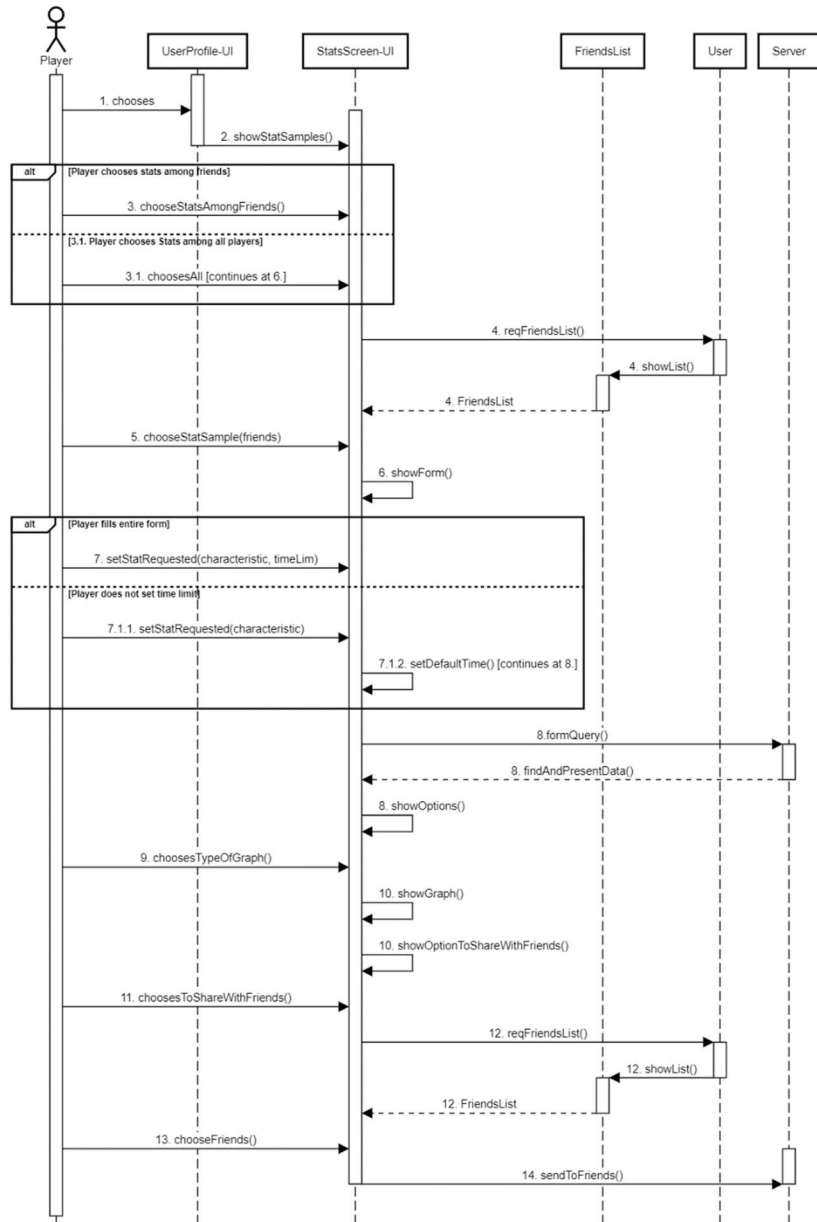 Player
UserProfile-UI
StatsScreen-UI
FriendsList
User
Server
1. chooses
2. showStatSamples()
alt
[Player chooses stats among friends]
3. chooseStatsAmongFriends()
[3.1. Player chooses Stats among all players]
3.1. choosesAll [continues at 6.]
4. reqFriendsList()
4. showList()
4. FriendsList
5. chooseStatSample(friends)
6. showForm()
alt
[Player fills entire form]
7. setStatRequested(characteristic, timeLim)
[Player does not set time limit]
7.1.1. setStatRequested(characteristic)
7.1.2. setDefaultTime() [continues at 8.]
8.formQuery()
8. findAndPresentData()
8. showOptions()
9. choosesTypeOfGraph()
10. showGraph()
10. showOptionToShareWithFriends()
11. choosesToShareWithFriends()
12. reqFriendsList()
12. showList()
12. FriendsList
13. chooseFriends()
14. sendToFriends()